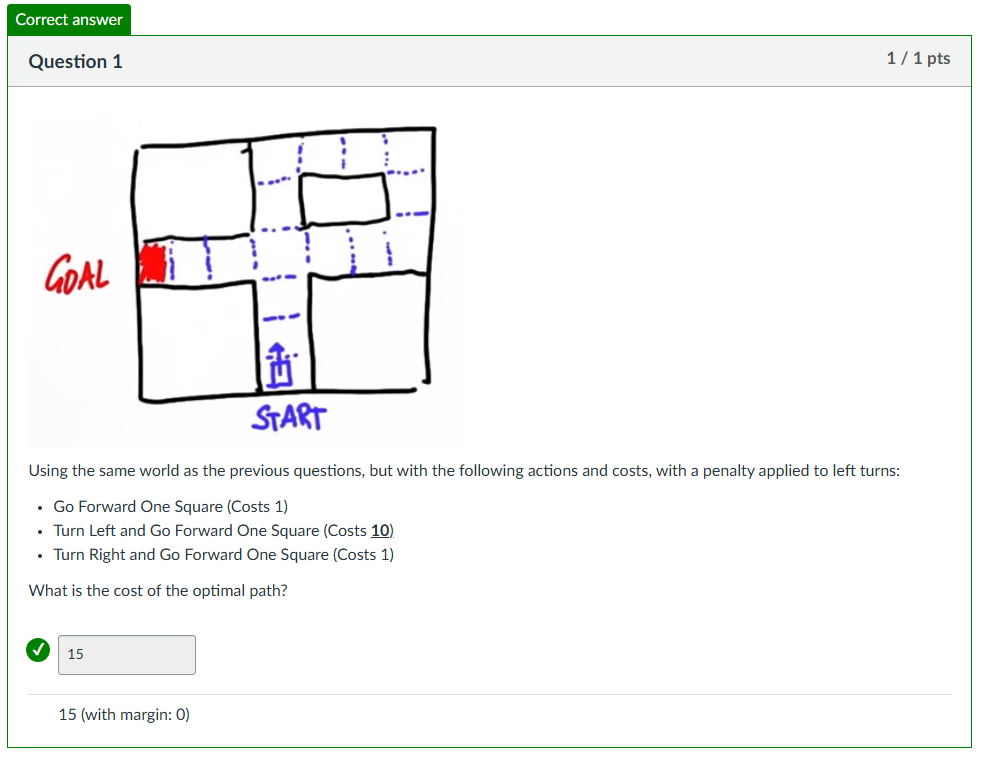 Correct answer
Question 1
1 / 1 pts
GOAL
START
Using the same world as the previous questions, but with the following actions and costs, with a penalty applied to left turns:
• Go Forward One Square (Costs 1)
• Turn Left and Go Forward One Square (Costs 10)
• Turn Right and Go Forward One Square (Costs 1)
What is the cost of the optimal path?
15
15 (with margin: 0)